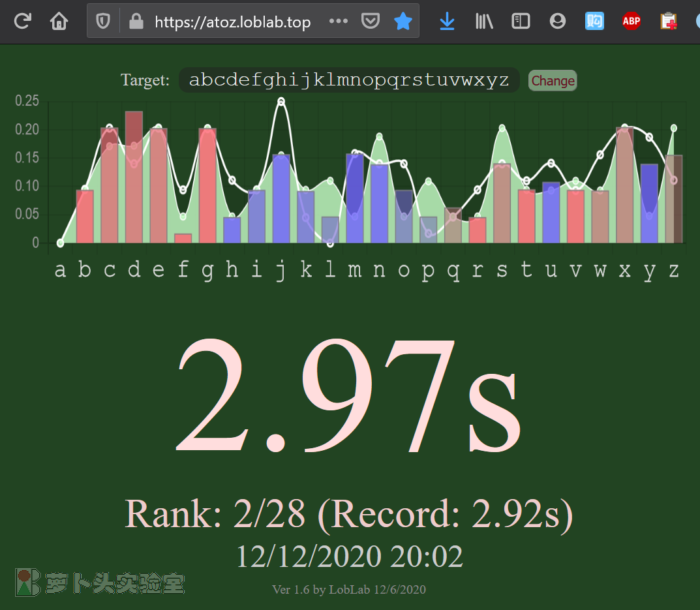 https://atoz.loblab.top
ABP
Target: abcdefghijklmnopqrstuvwxyz Change
0.25
0.20
0.15
0.10
0.05
0
a b c d e f g h i j k l m n o p q r s t u v w x y z
2.97s
Rank: 2/28 (Record: 2.92s)
12/12/2020 20:02
萝卜头实验室
Ver 1.6 by LobLab 12/6/2020